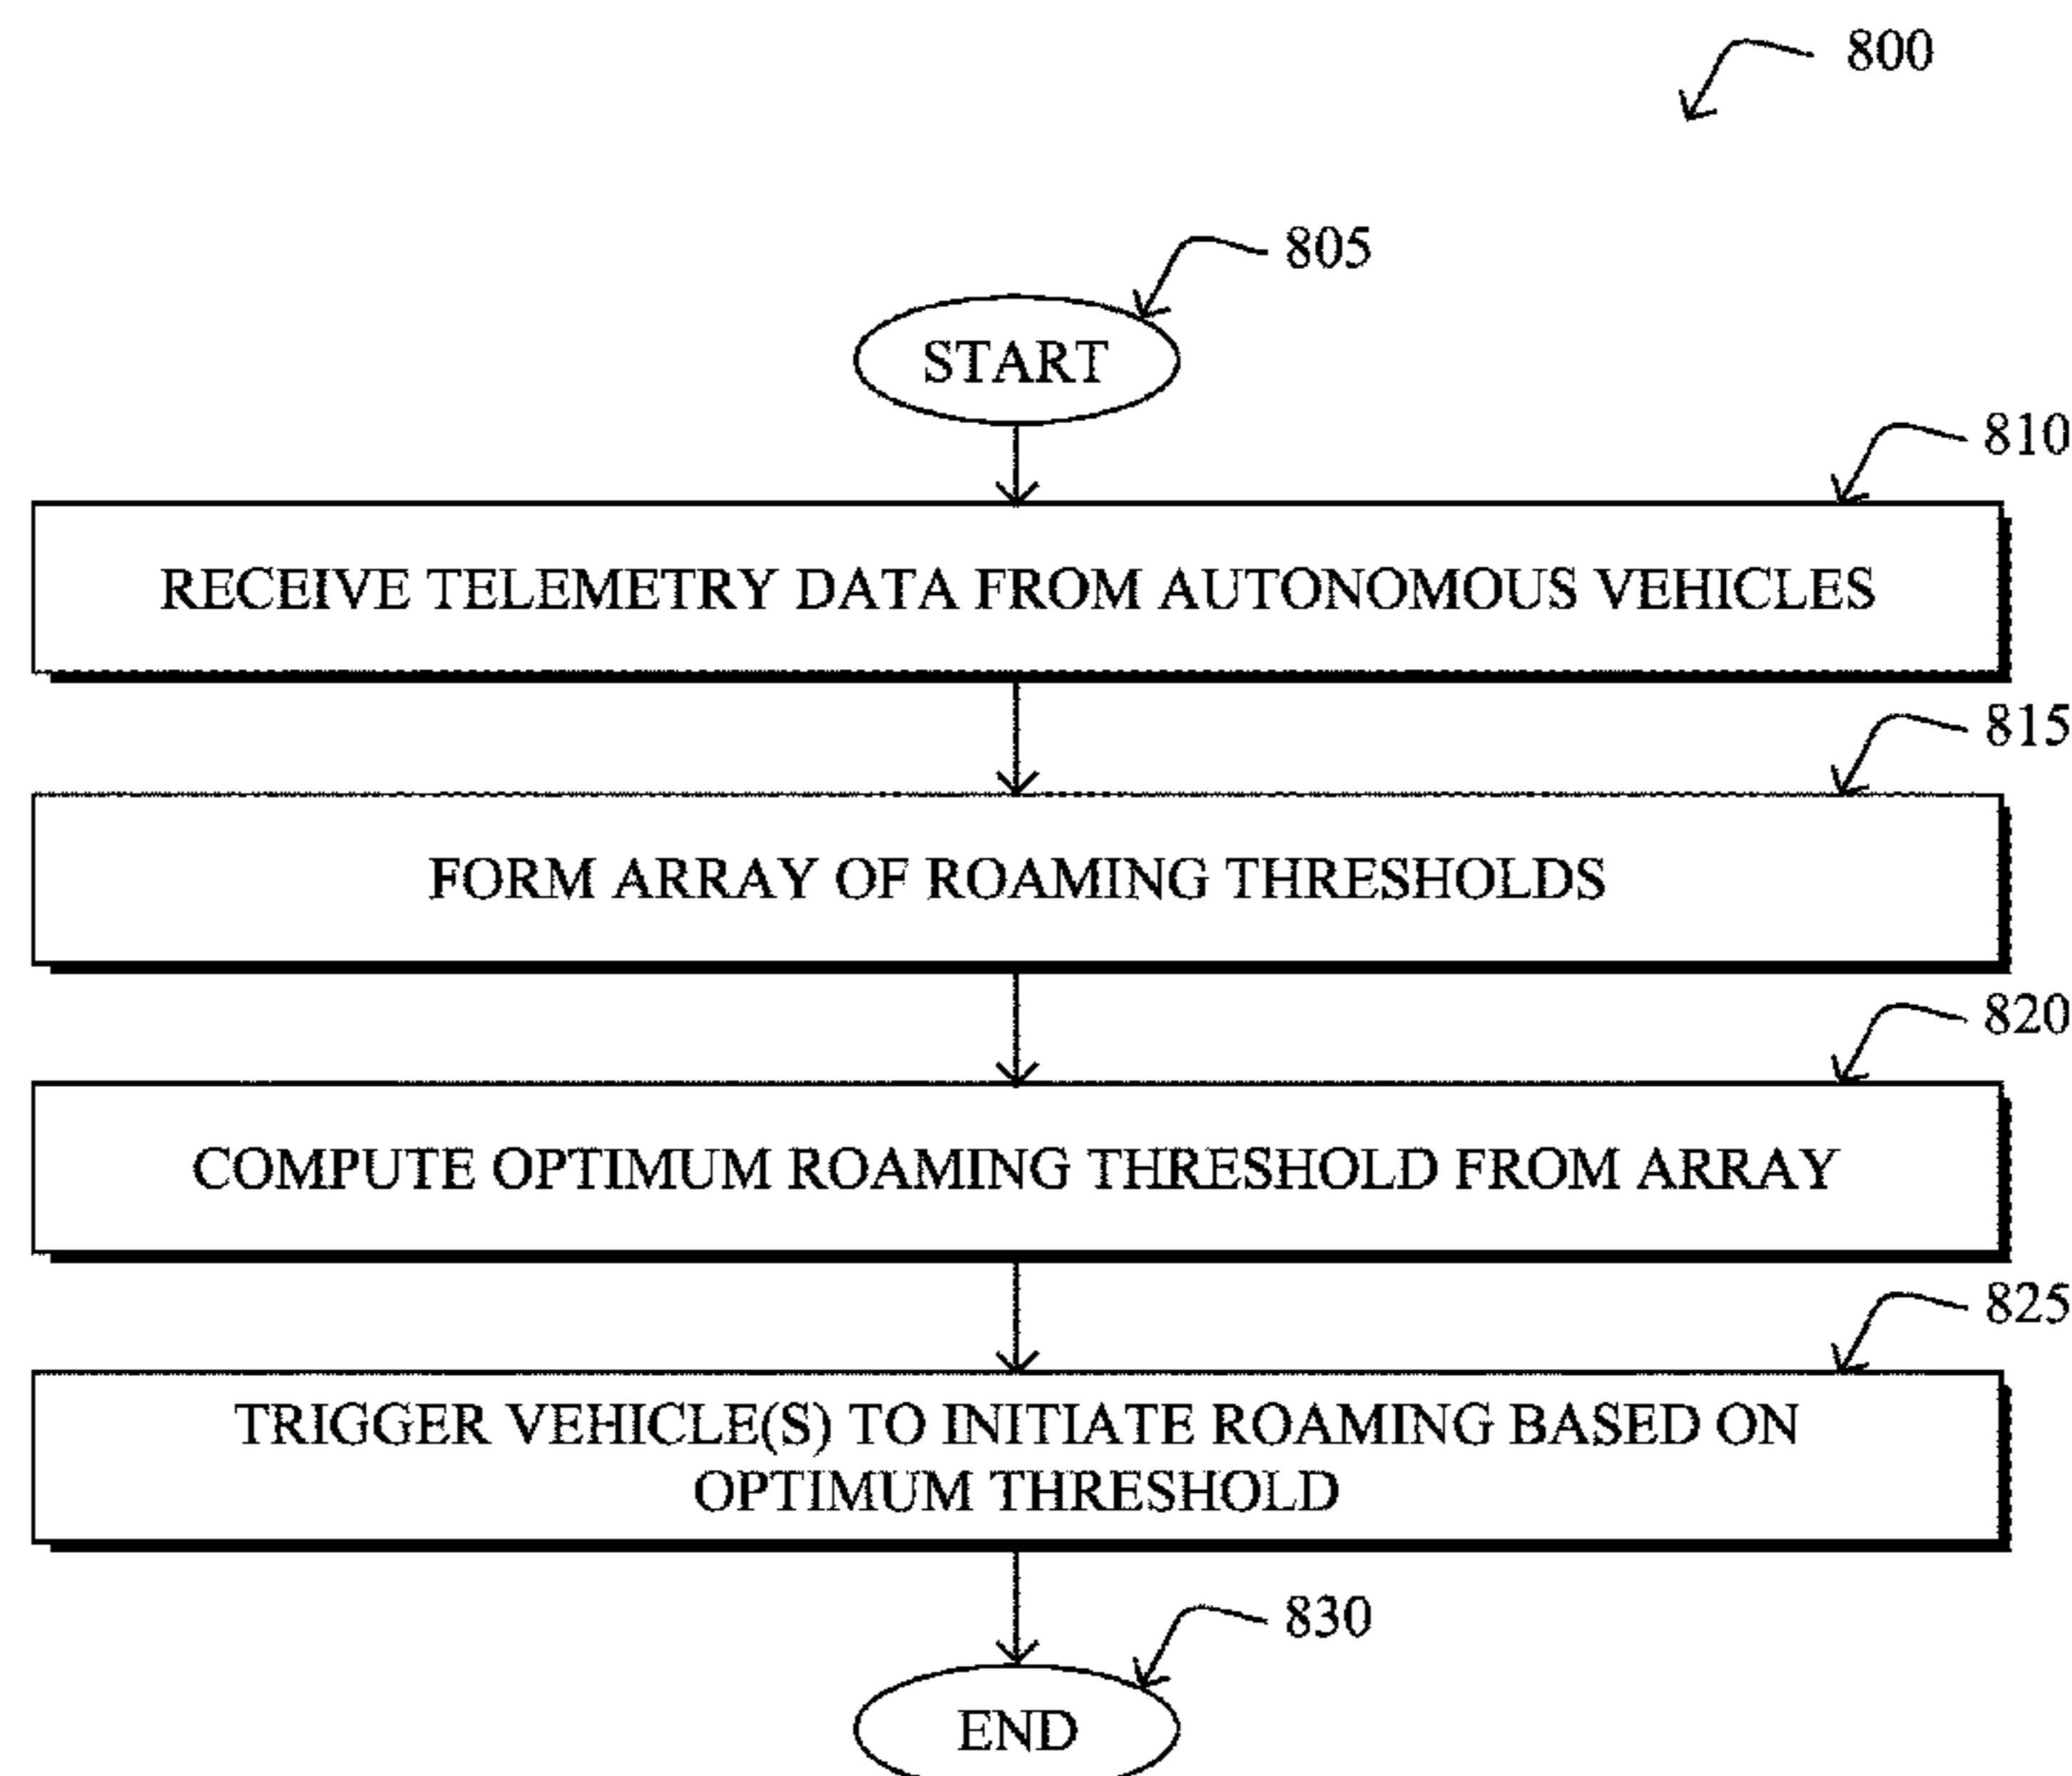 800
805
START
810
RECEIVE TELEMETRY DATA FROM AUTONOMOUS VEHICLES
815
FORM ARRAY OF ROAMING THRESHOLDS
820
COMPUTE OPTIMUM ROAMING THRESHOLD FROM ARRAY
825
TRIGGER VEHICLE(S) TO INITIATE ROAMING BASED ON
OPTIMUM THRESHOLD
830
END